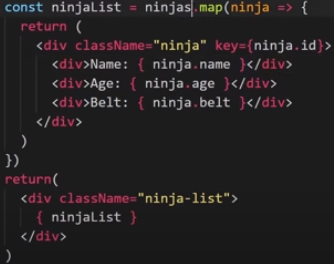 const ninjaList = ninjas.map(ninja => {
  return (
    <div className="ninja" key={ninja.id}>
      <div>Name: { ninja.name }</div>
      <div>Age: { ninja.age }</div>
      <div>Belt: { ninja.belt }</div>
    </div>
  )
})
return(
  <div className="ninja-list">
    { ninjaList }
  </div>
)